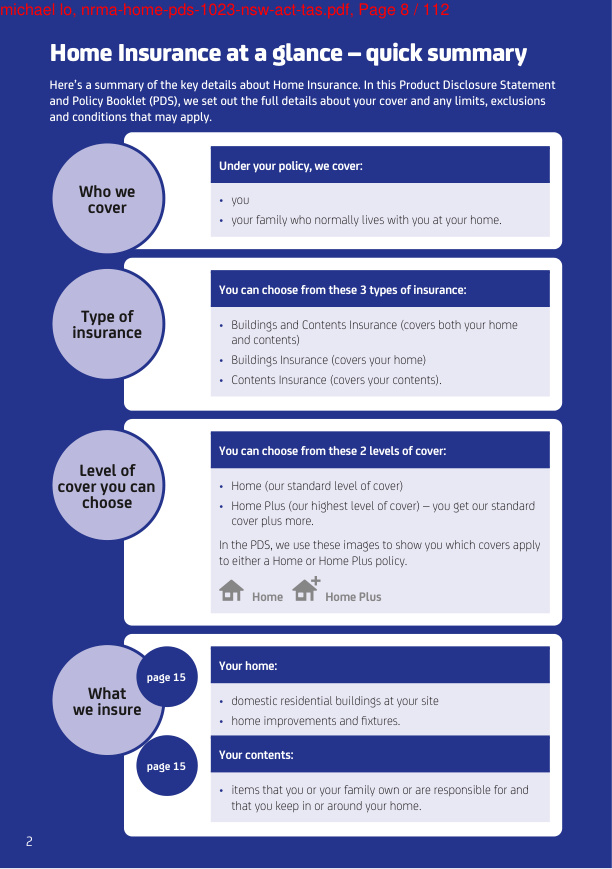 michael lo, nrma-home-pds-1023-nsw-act-tas.pdf, Page 8 / 112
Home Insurance at a glance – quick summary
Here's a summary of the key details about Home Insurance. In this Product Disclosure Statement
and Policy Booklet (PDS), we set out the full details about your cover and any limits, exclusions
and conditions that may apply.
Who we
cover
Under your policy, we cover:
• you
• your family who normally lives with you at your home.
Type of
insurance
You can choose from these 3 types of insurance:
• Buildings and Contents Insurance (covers both your home
and contents)
• Buildings Insurance (covers your home)
• Contents Insurance (covers your contents).
Level of
cover you can
choose
You can choose from these 2 levels of cover:
• Home (our standard level of cover)
• Home Plus (our highest level of cover) – you get our standard
cover plus more.
In the PDS, we use these images to show you which covers apply
to either a Home or Home Plus policy.
Home Home Plus
What
we insure
page 15
Your home:
• domestic residential buildings at your site
• home improvements and fixtures.
page 15
Your contents:
• items that you or your family own or are responsible for and
that you keep in or around your home.
2